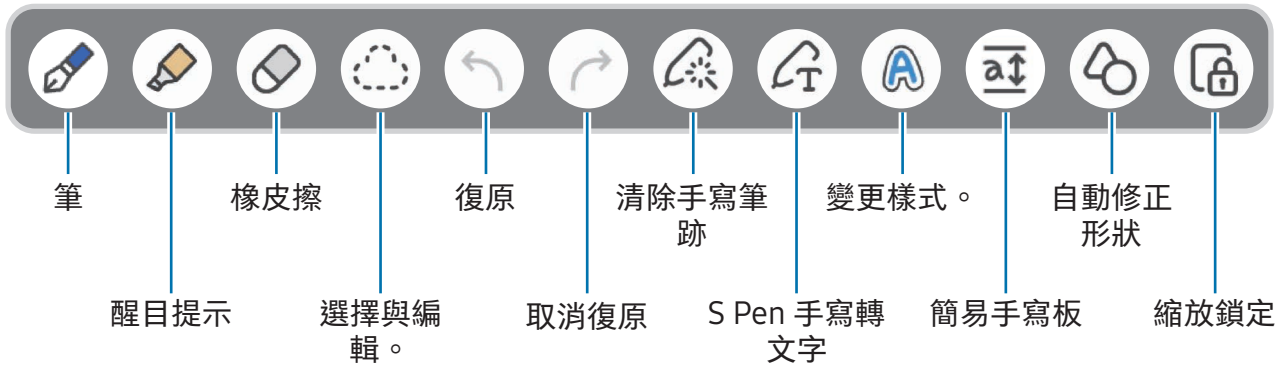 筆
橡皮擦
復原
清除手寫筆
跡
變更樣式。
自動修正
形狀
醒目提示
選擇與編
輯。
取消復原
S Pen 手寫轉
文字
簡易手寫板
縮放鎖定